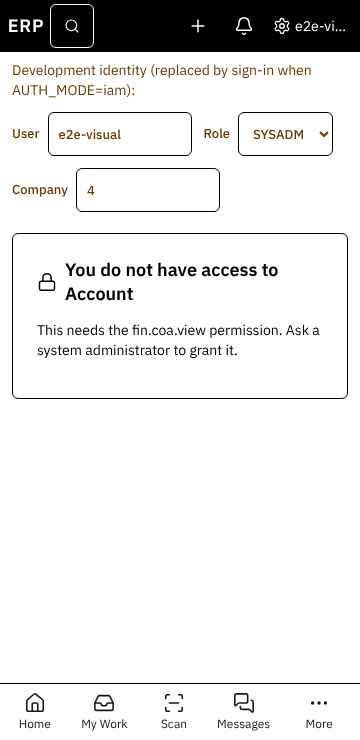 ERP
e2e-vi...
Development identity (replaced by sign-in when
AUTH_MODE=iam):
User e2e-visual Role SYSADM
Company 4
You do not have access to
Account
This needs the fin.coa.view permission. Ask a
system administrator to grant it.
Home My Work Scan Messages More